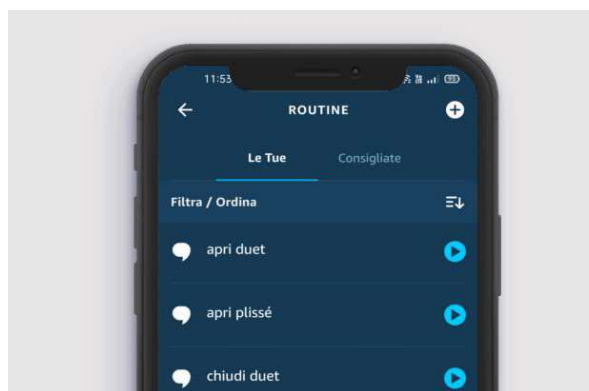 11:53
ROUTINE
Le Tue
Consigliate
Filtra / Ordina
apri duet
apri plissé
chiudi duet